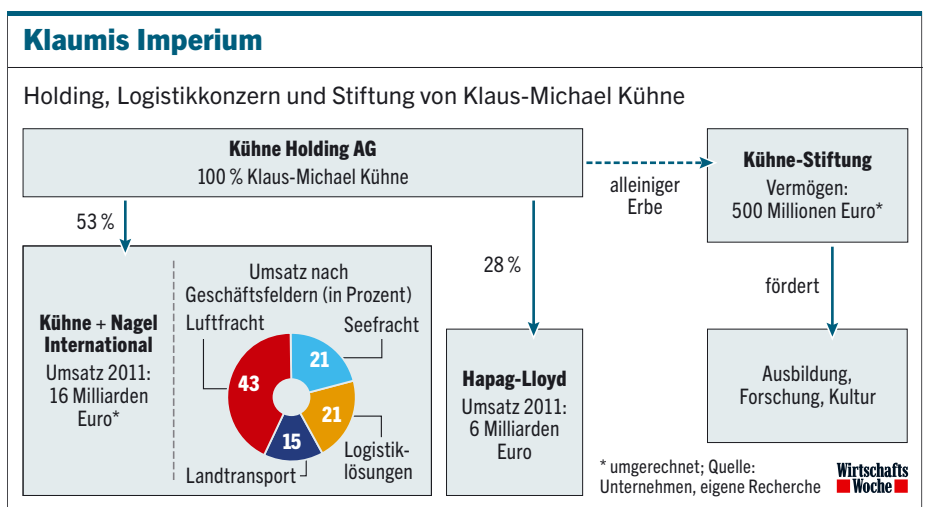 Klaumis Imperium
Holding, Logistikkonzern und Stiftung von Klaus-Michael Kühne
Kühne Holding AG
100 % Klaus-Michael Kühne
alleiniger
Erbe
Kühne-Stiftung
Vermögen:
500 Millionen Euro*
53 %
28 %
fördert
Kühne + Nagel
International
Umsatz 2011:
16 Milliarden
Euro*
Umsatz nach
Geschäftsfeldern (in Prozent)
Luftfracht
Seefracht
43
21
21
15
Landtransport
Logistik-
lösungen
Hapag-Lloyd
Umsatz 2011:
6 Milliarden
Euro
Ausbildung,
Forschung, Kultur
* umgerechnet; Quelle:
Unternehmen, eigene Recherche
Wirtschafts
Woche